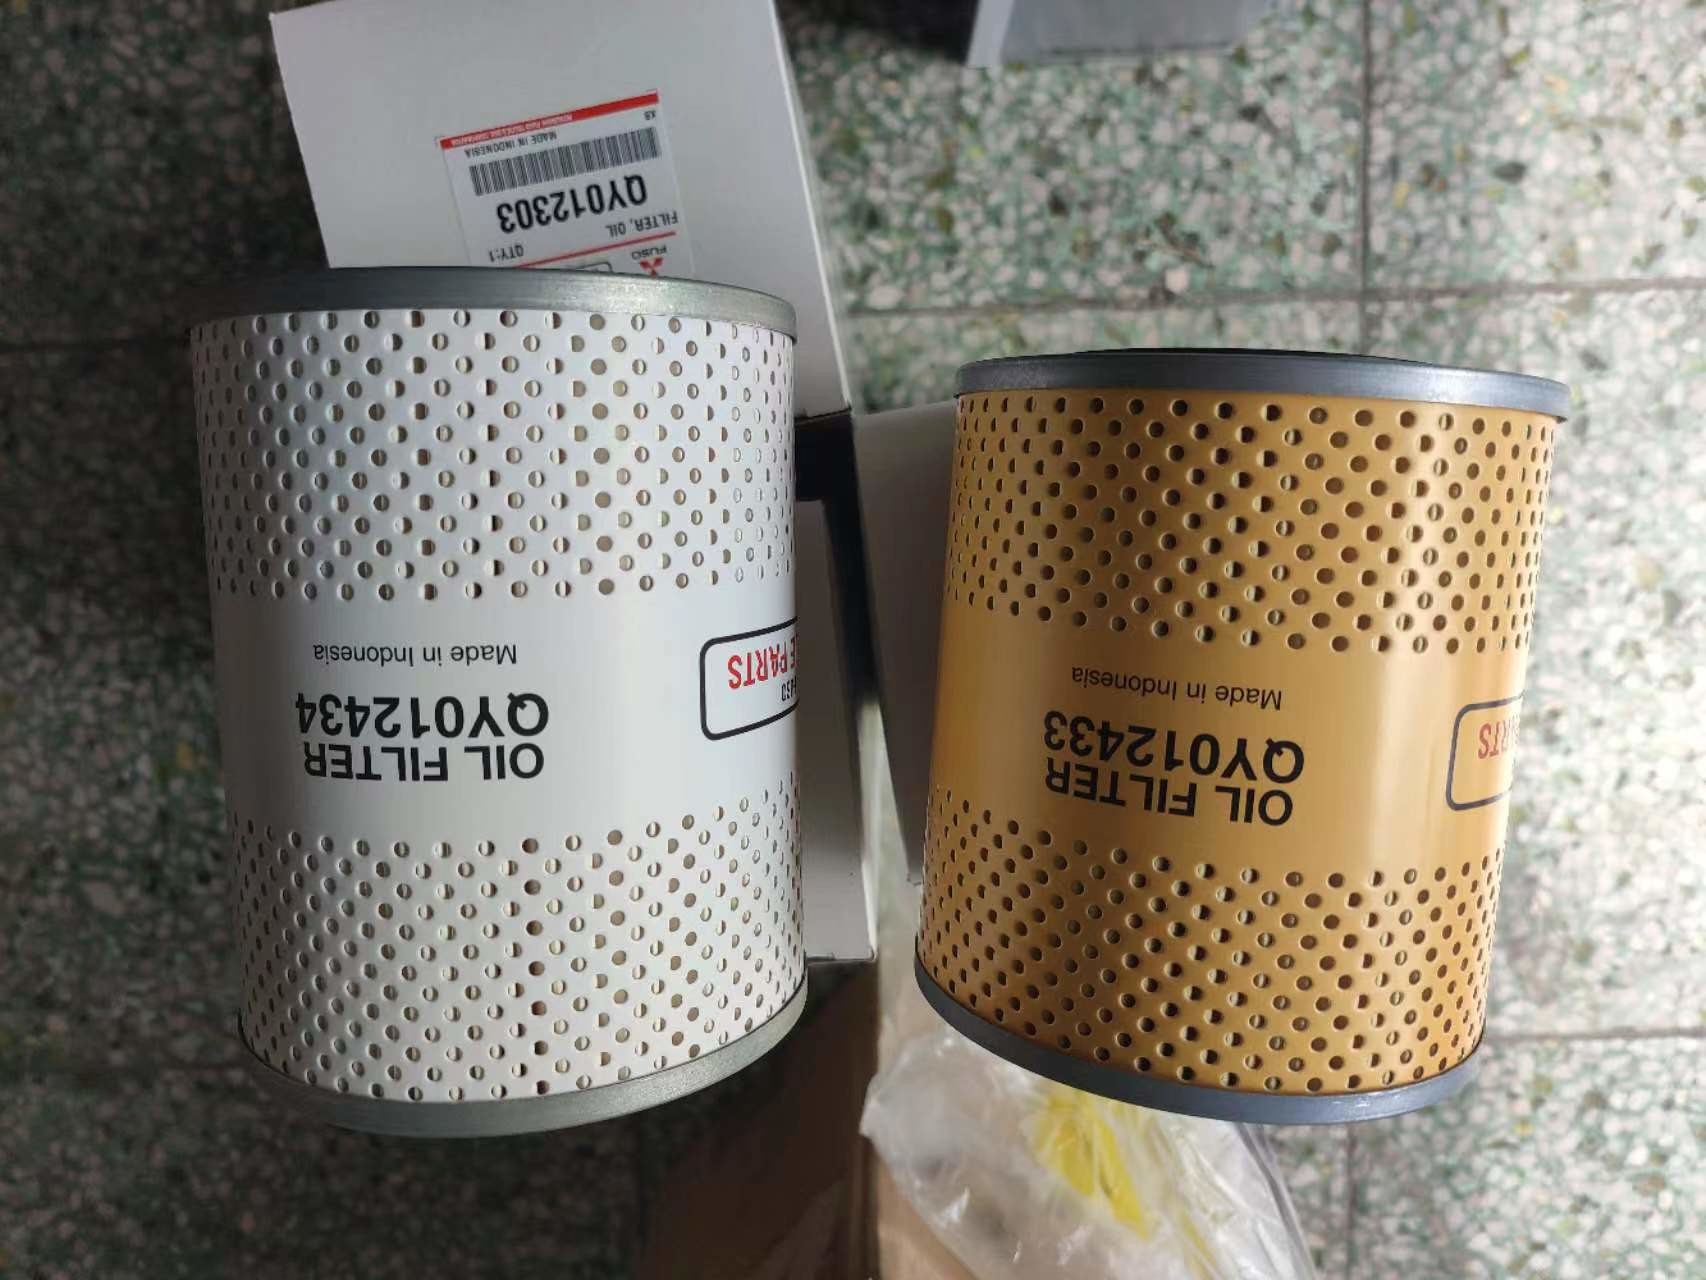 FUSO
FILTER, OIL QTY:1
QY012303
MADE IN INDONESIA
K9
OIL FILTER
QY012434
Made in Indonesia
PARTS
OIL FILTER
QY012433
Made in Indonesia